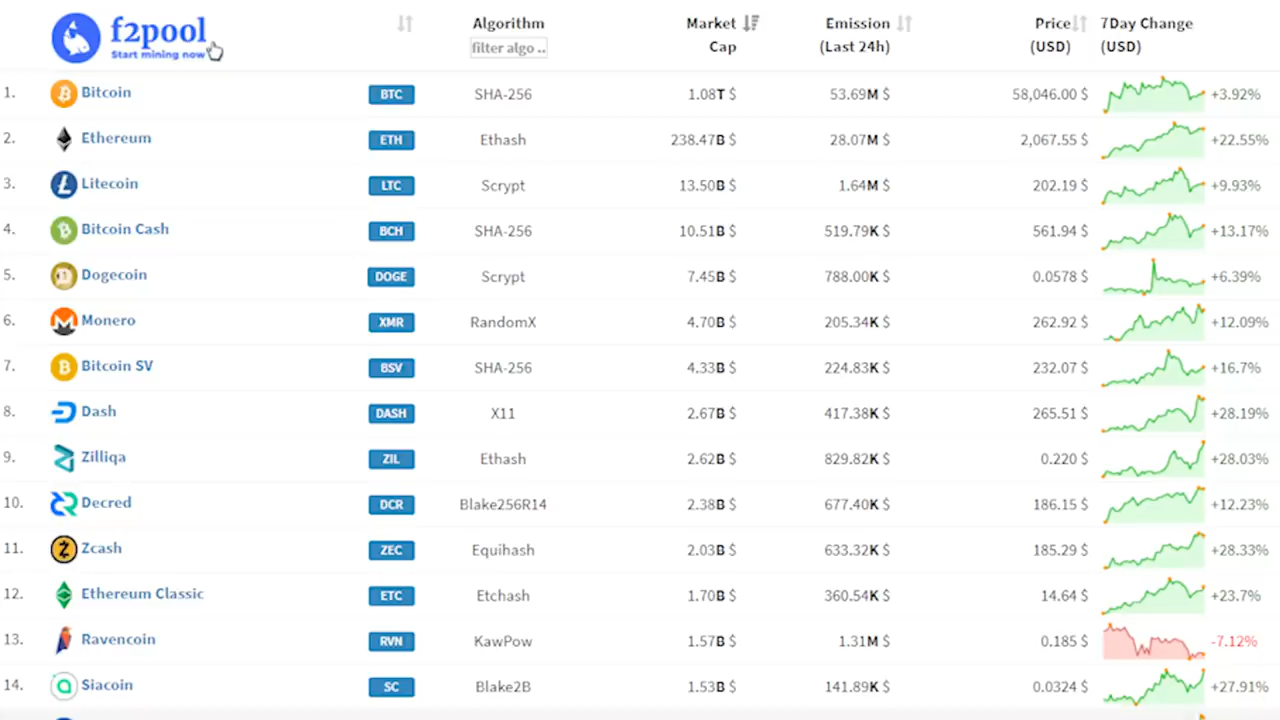 f2pool
Start mining now
Algorithm
filter algo ..
Market Cap
Emission (Last 24h)
Price (USD)
7Day Change (USD)
1. Bitcoin BTC SHA-256 1.08T $ 53.69M $ 58,046.00 $ +3.92%
2. Ethereum ETH Ethash 238.47B $ 28.07M $ 2,067.55 $ +22.55%
3. Litecoin LTC Scrypt 13.50B $ 1.64M $ 202.19 $ +9.93%
4. Bitcoin Cash BCH SHA-256 10.51B $ 519.79K $ 561.94 $ +13.17%
5. Dogecoin DOGE Scrypt 7.45B $ 788.00K $ 0.0578 $ +6.39%
6. Monero XMR RandomX 4.70B $ 205.34K $ 262.92 $ +12.09%
7. Bitcoin SV BSV SHA-256 4.33B $ 224.83K $ 232.07 $ +16.7%
8. Dash DASH X11 2.67B $ 417.38K $ 265.51 $ +28.19%
9. Zilliqa ZIL Ethash 2.62B $ 829.82K $ 0.220 $ +28.03%
10. Decred DCR Blake256R14 2.38B $ 677.40K $ 186.15 $ +12.23%
11. Zcash ZEC Equihash 2.03B $ 633.32K $ 185.29 $ +28.33%
12. Ethereum Classic ETC Etchash 1.70B $ 360.54K $ 14.64 $ +23.7%
13. Ravencoin RVN KawPow 1.57B $ 1.31M $ 0.185 $ -7.12%
14. Siacoin SC Blake2B 1.53B $ 141.89K $ 0.0324 $ +27.91%